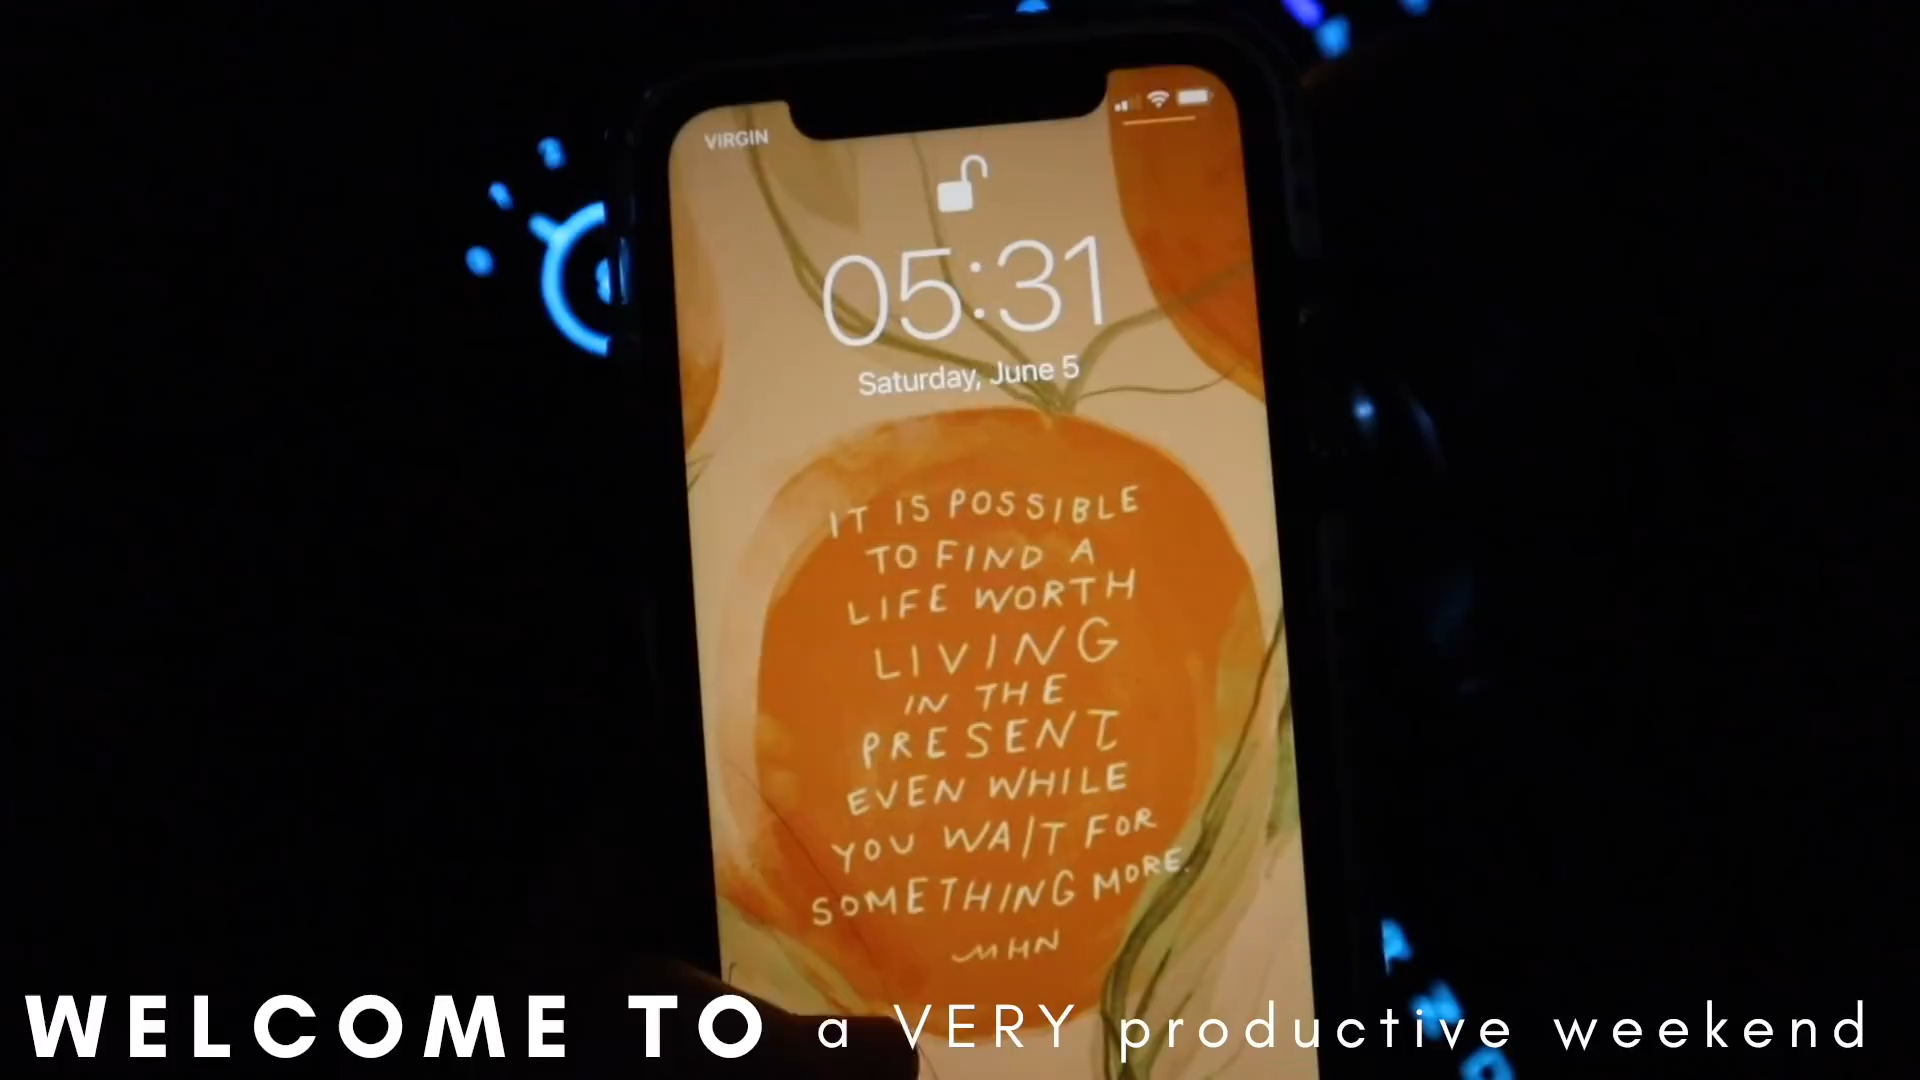 VIRGIN
05:31
Saturday, June 5
IT IS POSSIBLE
TO FIND A
LIFE WORTH
LIVING
IN THE
PRESENT
EVEN WHILE
YOU WAIT FOR
SOMETHING MORE.
MHN
WELCOME TO a VERY productive weekend